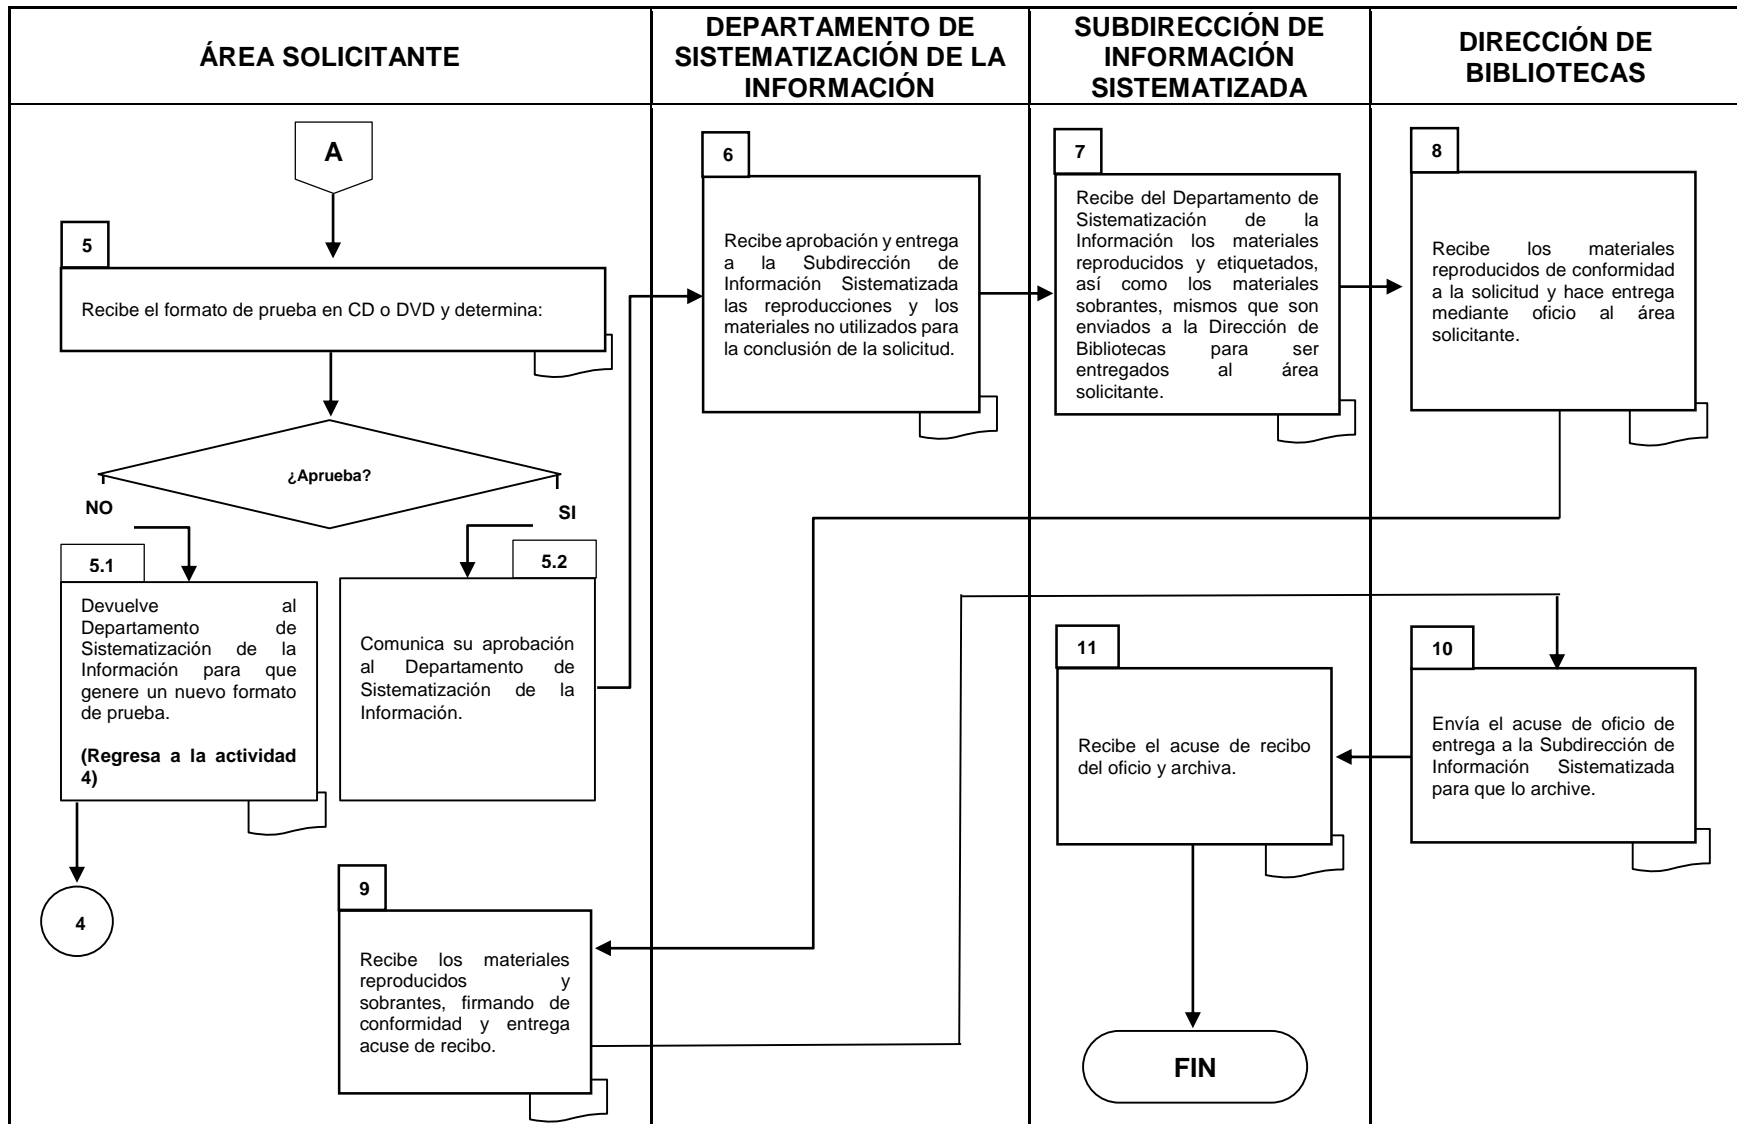 ÁREA SOLICITANTE
DEPARTAMENTO DE
SISTEMATIZACIÓN DE LA
INFORMACIÓN
SUBDIRECCIÓN DE
INFORMACIÓN
SISTEMATIZADA
DIRECCIÓN DE
BIBLIOTECAS
A
5
Recibe el formato de prueba en CD o DVD y determina:
¿Aprueba?
NO
SI
5.1
Devuelve al
Departamento de
Sistematización de la
Información para que
genere un nuevo formato
de prueba.
(Regresa a la actividad
4)
4
5.2
Comunica su aprobación
al Departamento de
Sistematización de la
Información.
6
Recibe aprobación y entrega
a la Subdirección de
Información Sistematizada
las reproducciones y los
materiales no utilizados para
la conclusión de la solicitud.
7
Recibe del Departamento de
Sistematización de la
Información los materiales
reproducidos y etiquetados,
así como los materiales
sobrantes, mismos que son
enviados a la Dirección de
Bibliotecas para ser
entregados al área
solicitante.
8
Recibe los materiales
reproducidos de conformidad
a la solicitud y hace entrega
mediante oficio al área
solicitante.
9
Recibe los materiales
reproducidos y
sobrantes, firmando de
conformidad y entrega
acuse de recibo.
10
Envía el acuse de oficio de
entrega a la Subdirección de
Información Sistematizada
para que lo archive.
11
Recibe el acuse de recibo
del oficio y archiva.
FIN